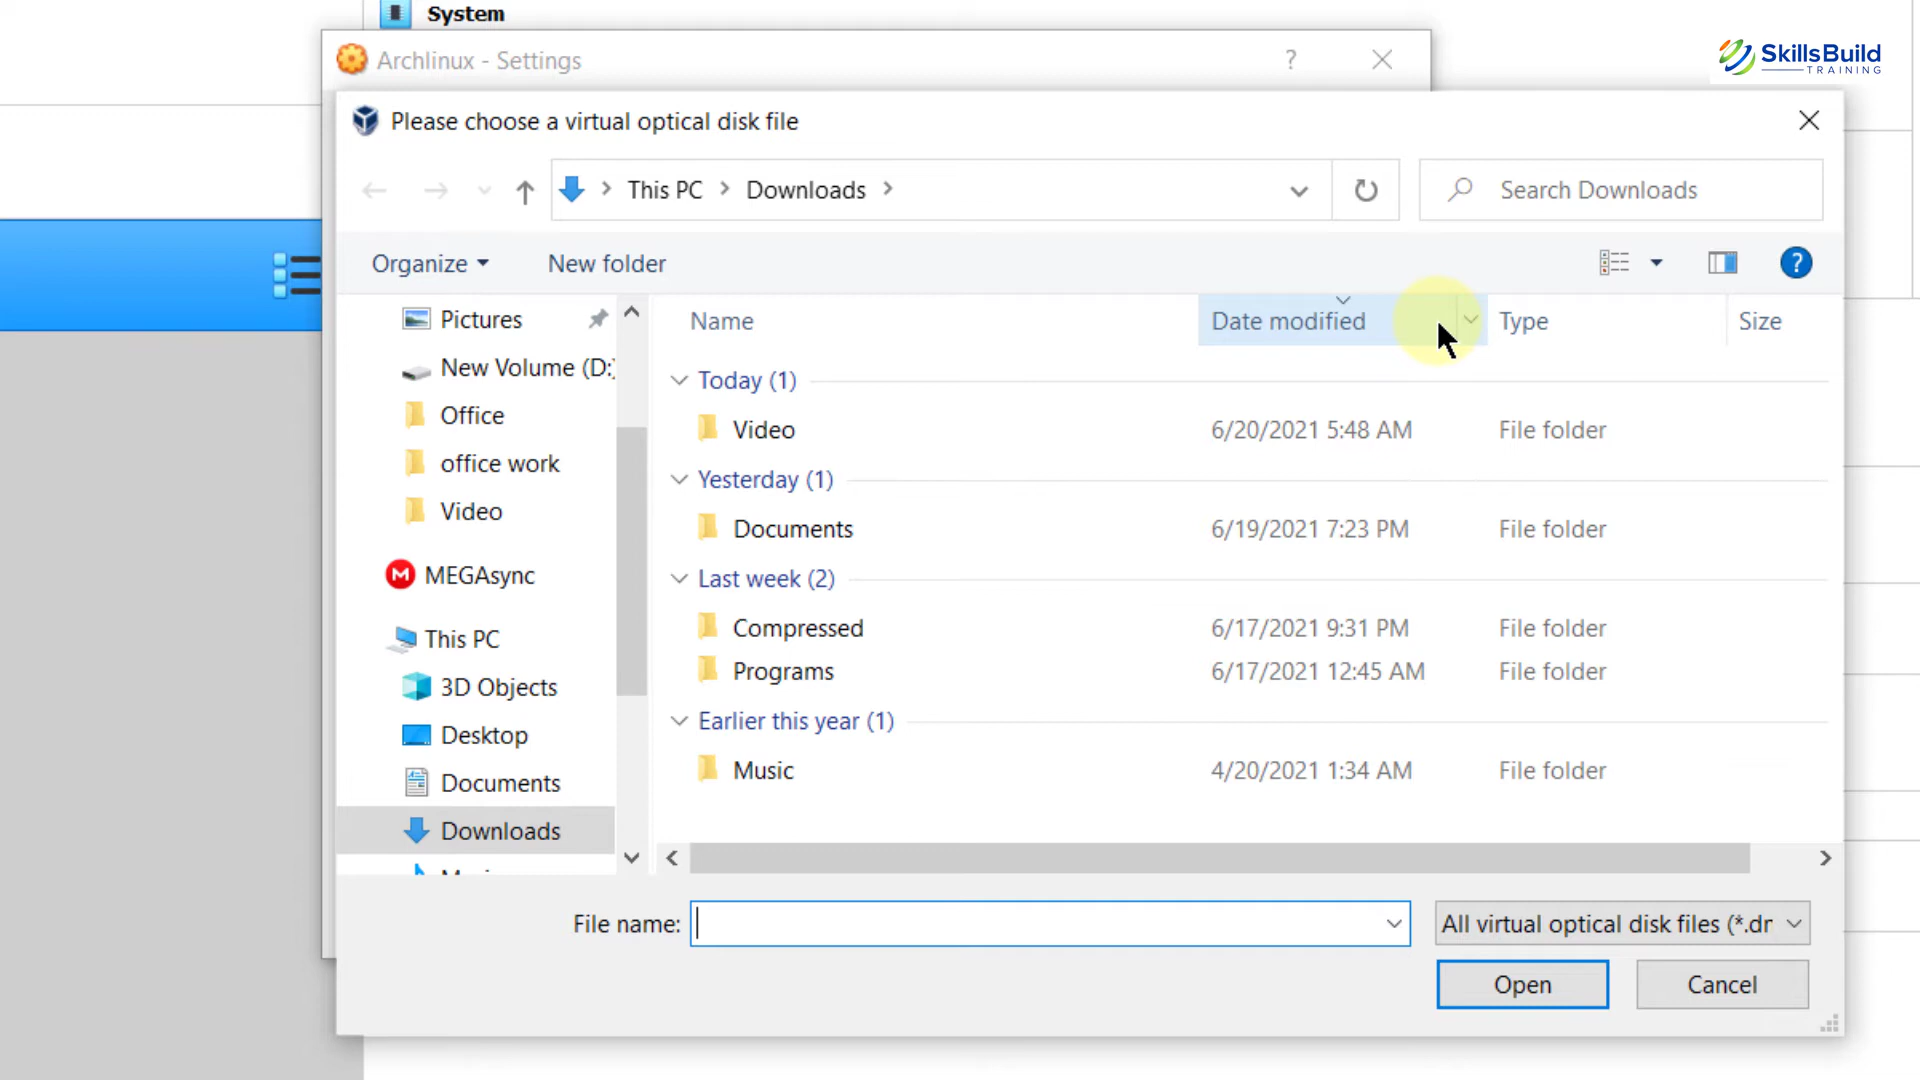 System
Archlinux - Settings
?
SkillsBuild
TRAINING
Please choose a virtual optical disk file
This PC
Downloads
Search Downloads
Organize
New folder
?
Pictures
New Volume (D:)
Office
office work
Video
MEGAsync
This PC
3D Objects
Desktop
Documents
Downloads
Name Date modified Type Size
Today (1)
Video 6/20/2021 5:48 AM File folder
Yesterday (1)
Documents 6/19/2021 7:23 PM File folder
Last week (2)
Compressed 6/17/2021 9:31 PM File folder
Programs 6/17/2021 12:45 AM File folder
Earlier this year (1)
Music 4/20/2021 1:34 AM File folder
File name:
All virtual optical disk files (*.dr
Open
Cancel